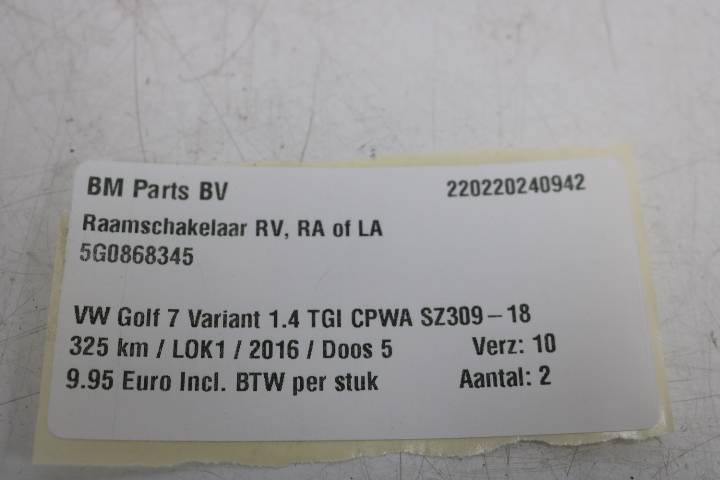 BM Parts BV 220220240942
Raamschakelaar RV, RA of LA
5G0868345
VW Golf 7 Variant 1.4 TGI CPWA SZ309-18
325 km / LOK1 / 2016 / Doos 5 Verz: 10
9.95 Euro Incl. BTW per stuk Aantal: 2